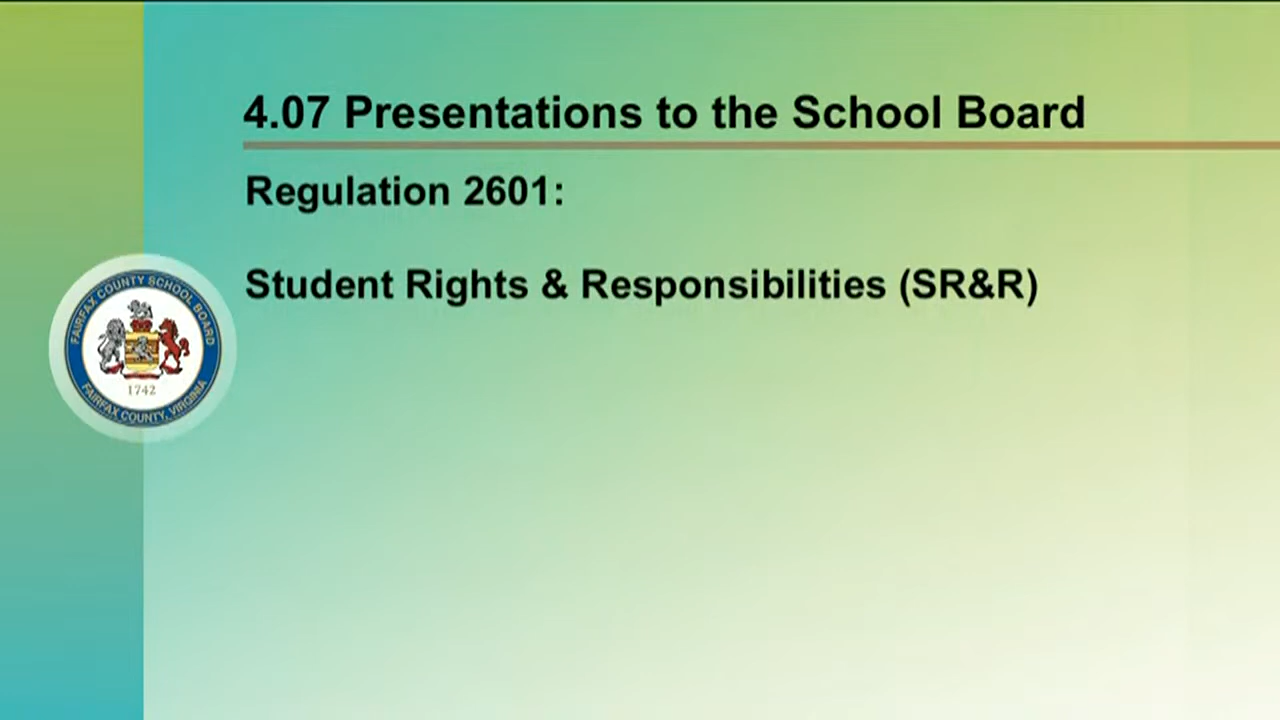 4.07 Presentations to the School Board
Regulation 2601:
Student Rights & Responsibilities (SR&R)
FAIRFAX COUNTY SCHOOL BOARD
1742
FAIRFAX COUNTY, VIRGINIA